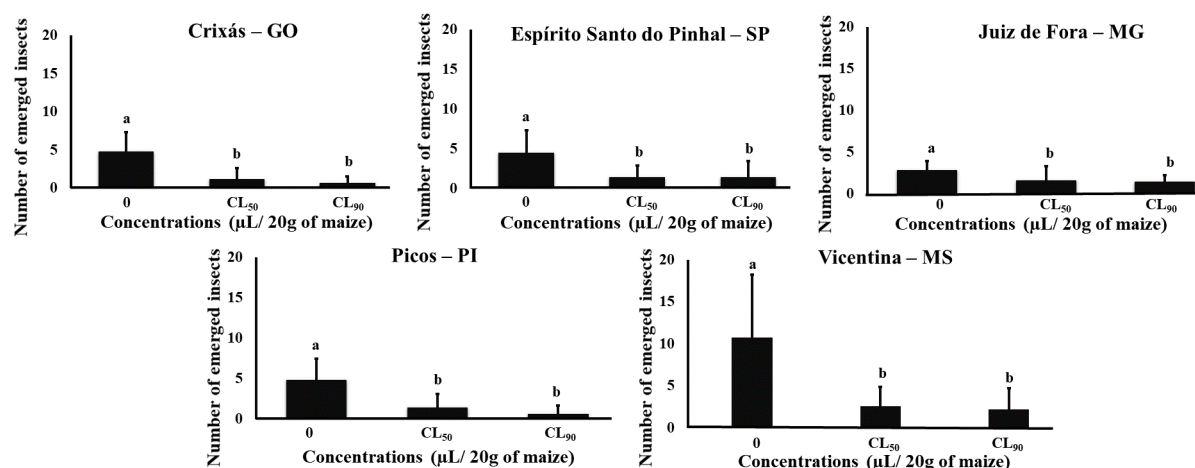 Crixás – GO
Number of emerged insects
20
15
10
5
0
a
b
b
0
CL50
CL90
Concentrations (µL/ 20g of maize)
Espírito Santo do Pinhal – SP
Number of emerged insects
20
15
10
5
0
a
b
b
0
CL50
CL90
Concentrations (µL/ 20g of maize)
Juiz de Fora – MG
Number of emerged insects
20
15
10
5
0
a
b
b
0
CL50
CL90
Concentrations (µL/ 20g of maize)
Picos – PI
Number of emerged insects
20
15
10
5
0
a
b
b
0
CL50
CL90
Concentrations (µL/ 20g of maize)
Vicentina – MS
Number of emerged insects
20
15
10
5
0
a
b
b
0
CL50
CL90
Concentrations (µL/ 20g of maize)